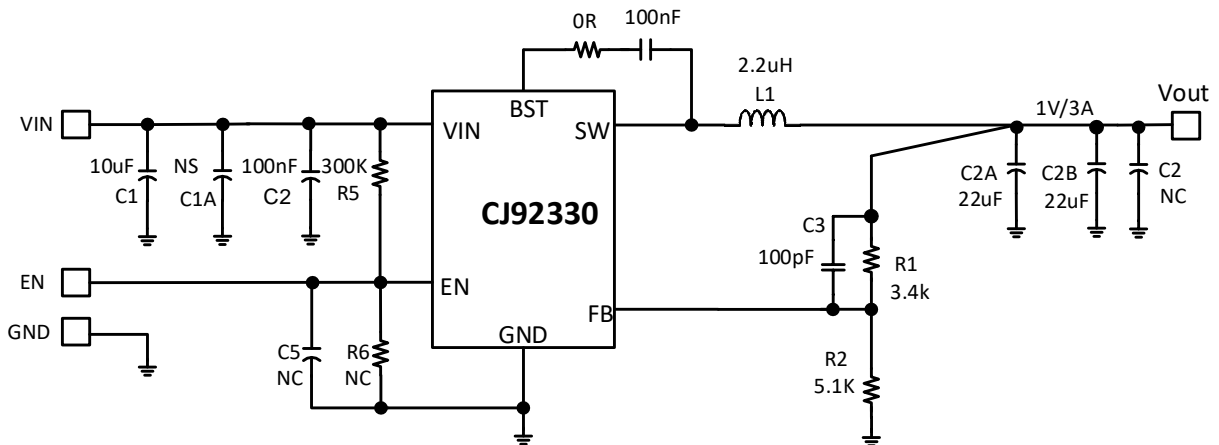 0R
100nF
2.2uH
L1
1V/3A
Vout
VIN
BST
VIN
SW
10uF
C1
NS
C1A
100nF
C2
300K
R5
CJ92330
C2A
22uF
C2B
22uF
C2
NC
C3
100pF
R1
3.4k
EN
EN
FB
GND
GND
C5
NC
R6
NC
R2
5.1K